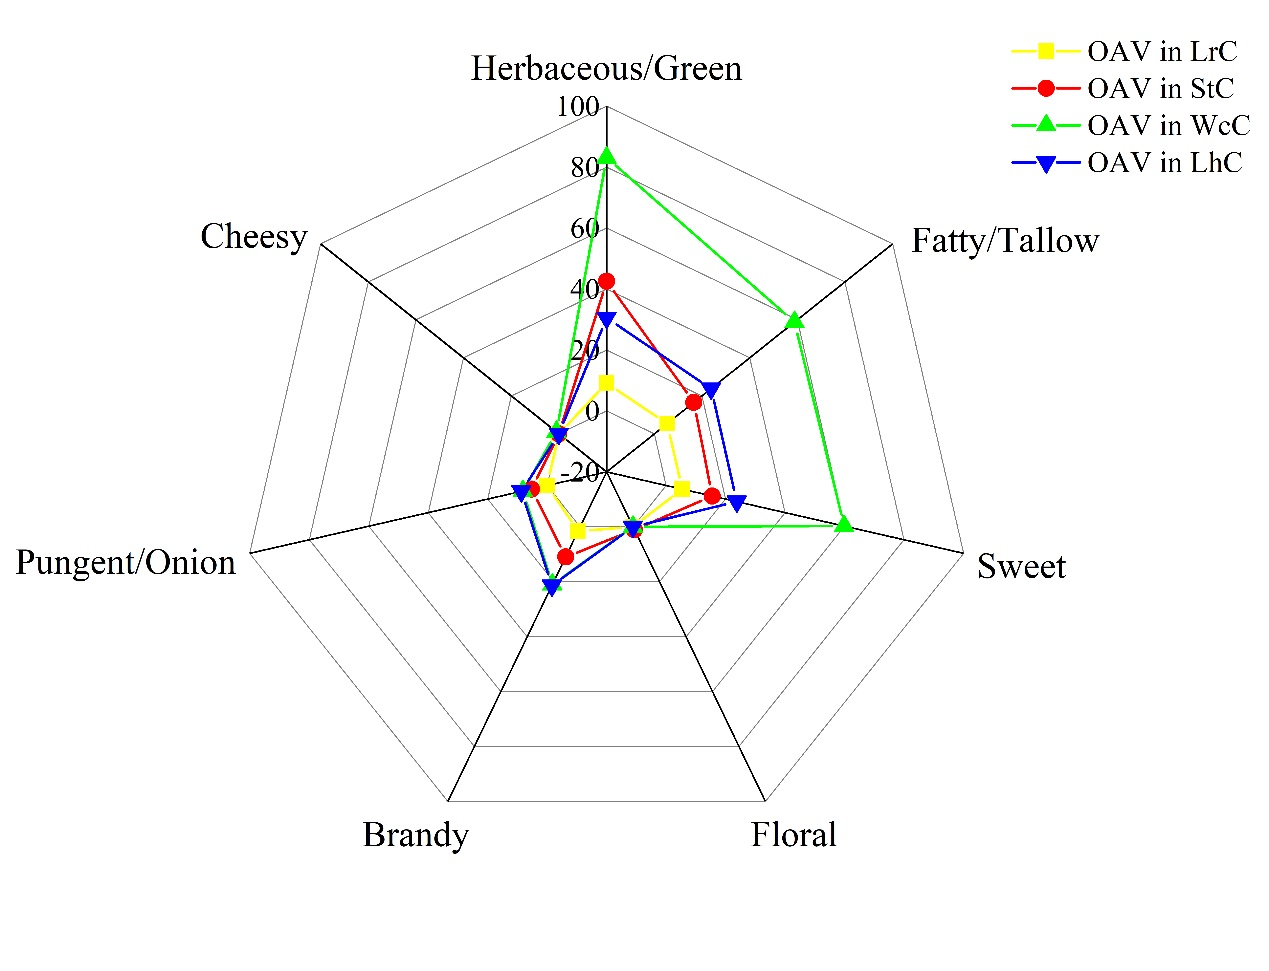 Herbaceous/Green
100
80
60
40
20
0
-20
Cheesy
Fatty/Tallow
Pungent/Onion
Sweet
Brandy
Floral
OAV in LrC
OAV in StC
OAV in WcC
OAV in LhC